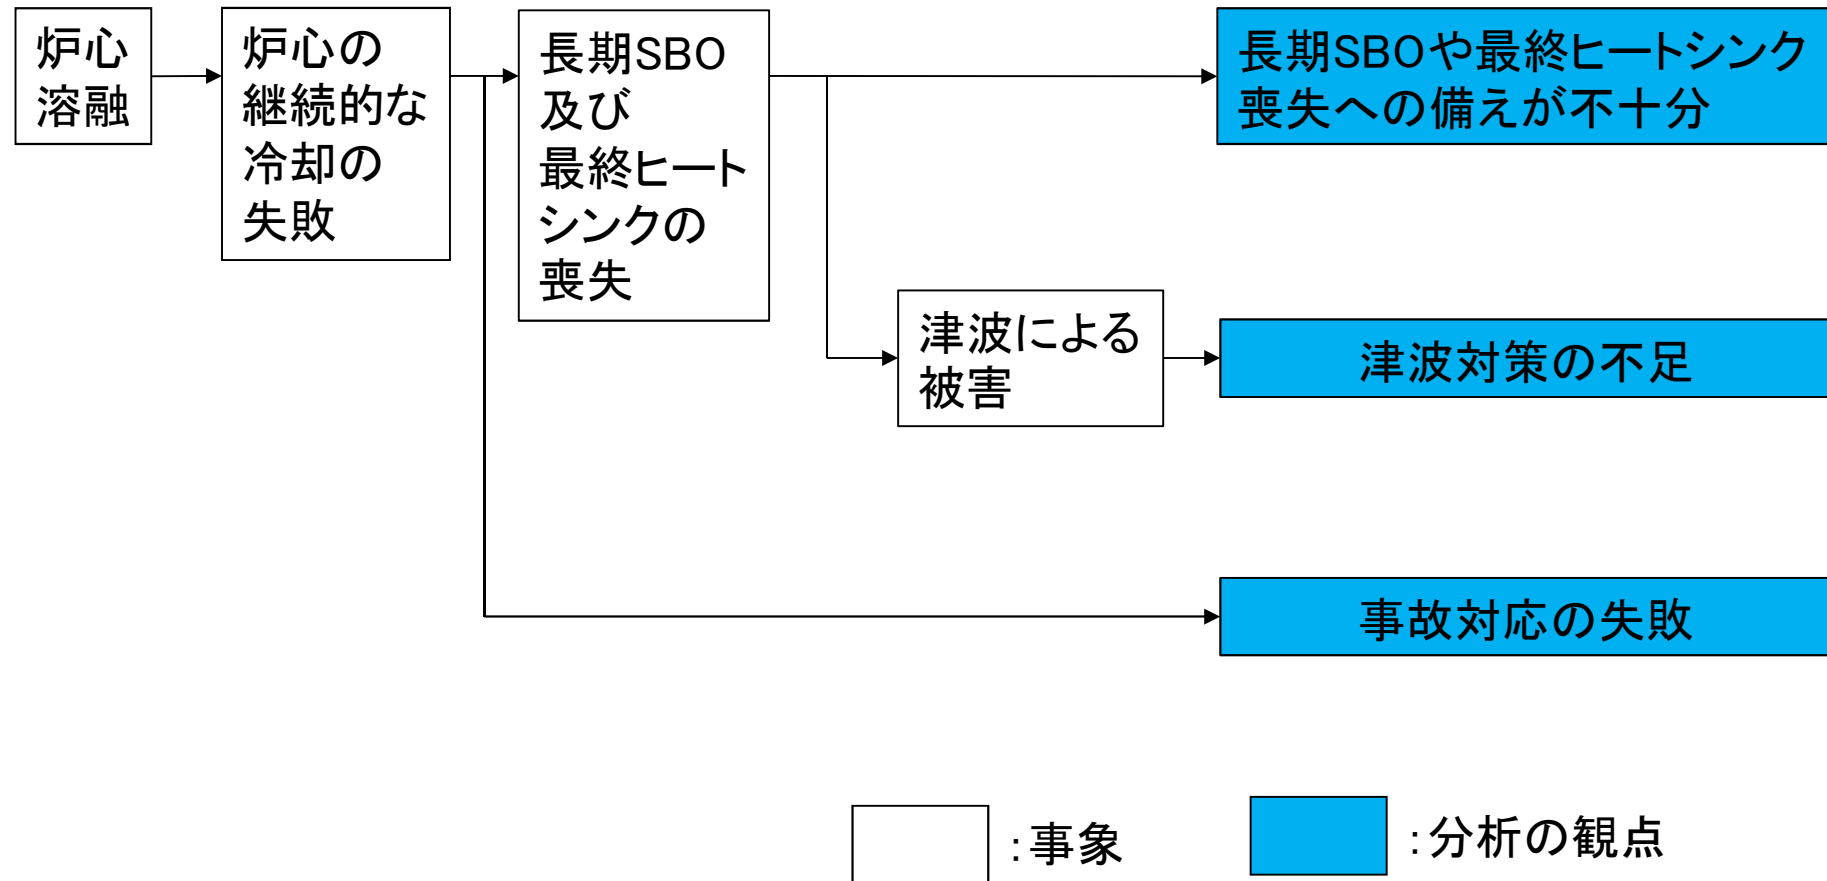 炉心
溶融
炉心の
継続的な
冷却の
失敗
長期SBO
及び
最終ヒート
シンクの
喪失
長期SBOや最終ヒートシンク
喪失への備えが不十分
津波による
被害
津波対策の不足
事故対応の失敗
:事象
:分析の観点